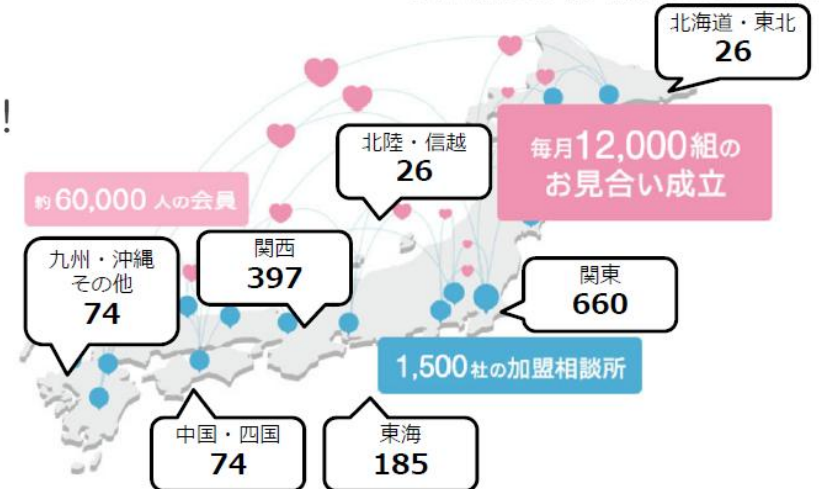 北海道・東北
26
!
毎月12,000組の
お見合い成立
北陸・信越
26
約60,000人の会員
九州・沖縄
その他
74
関西
397
関東
660
1,500社の加盟相談所
中国・四国
74
東海
185